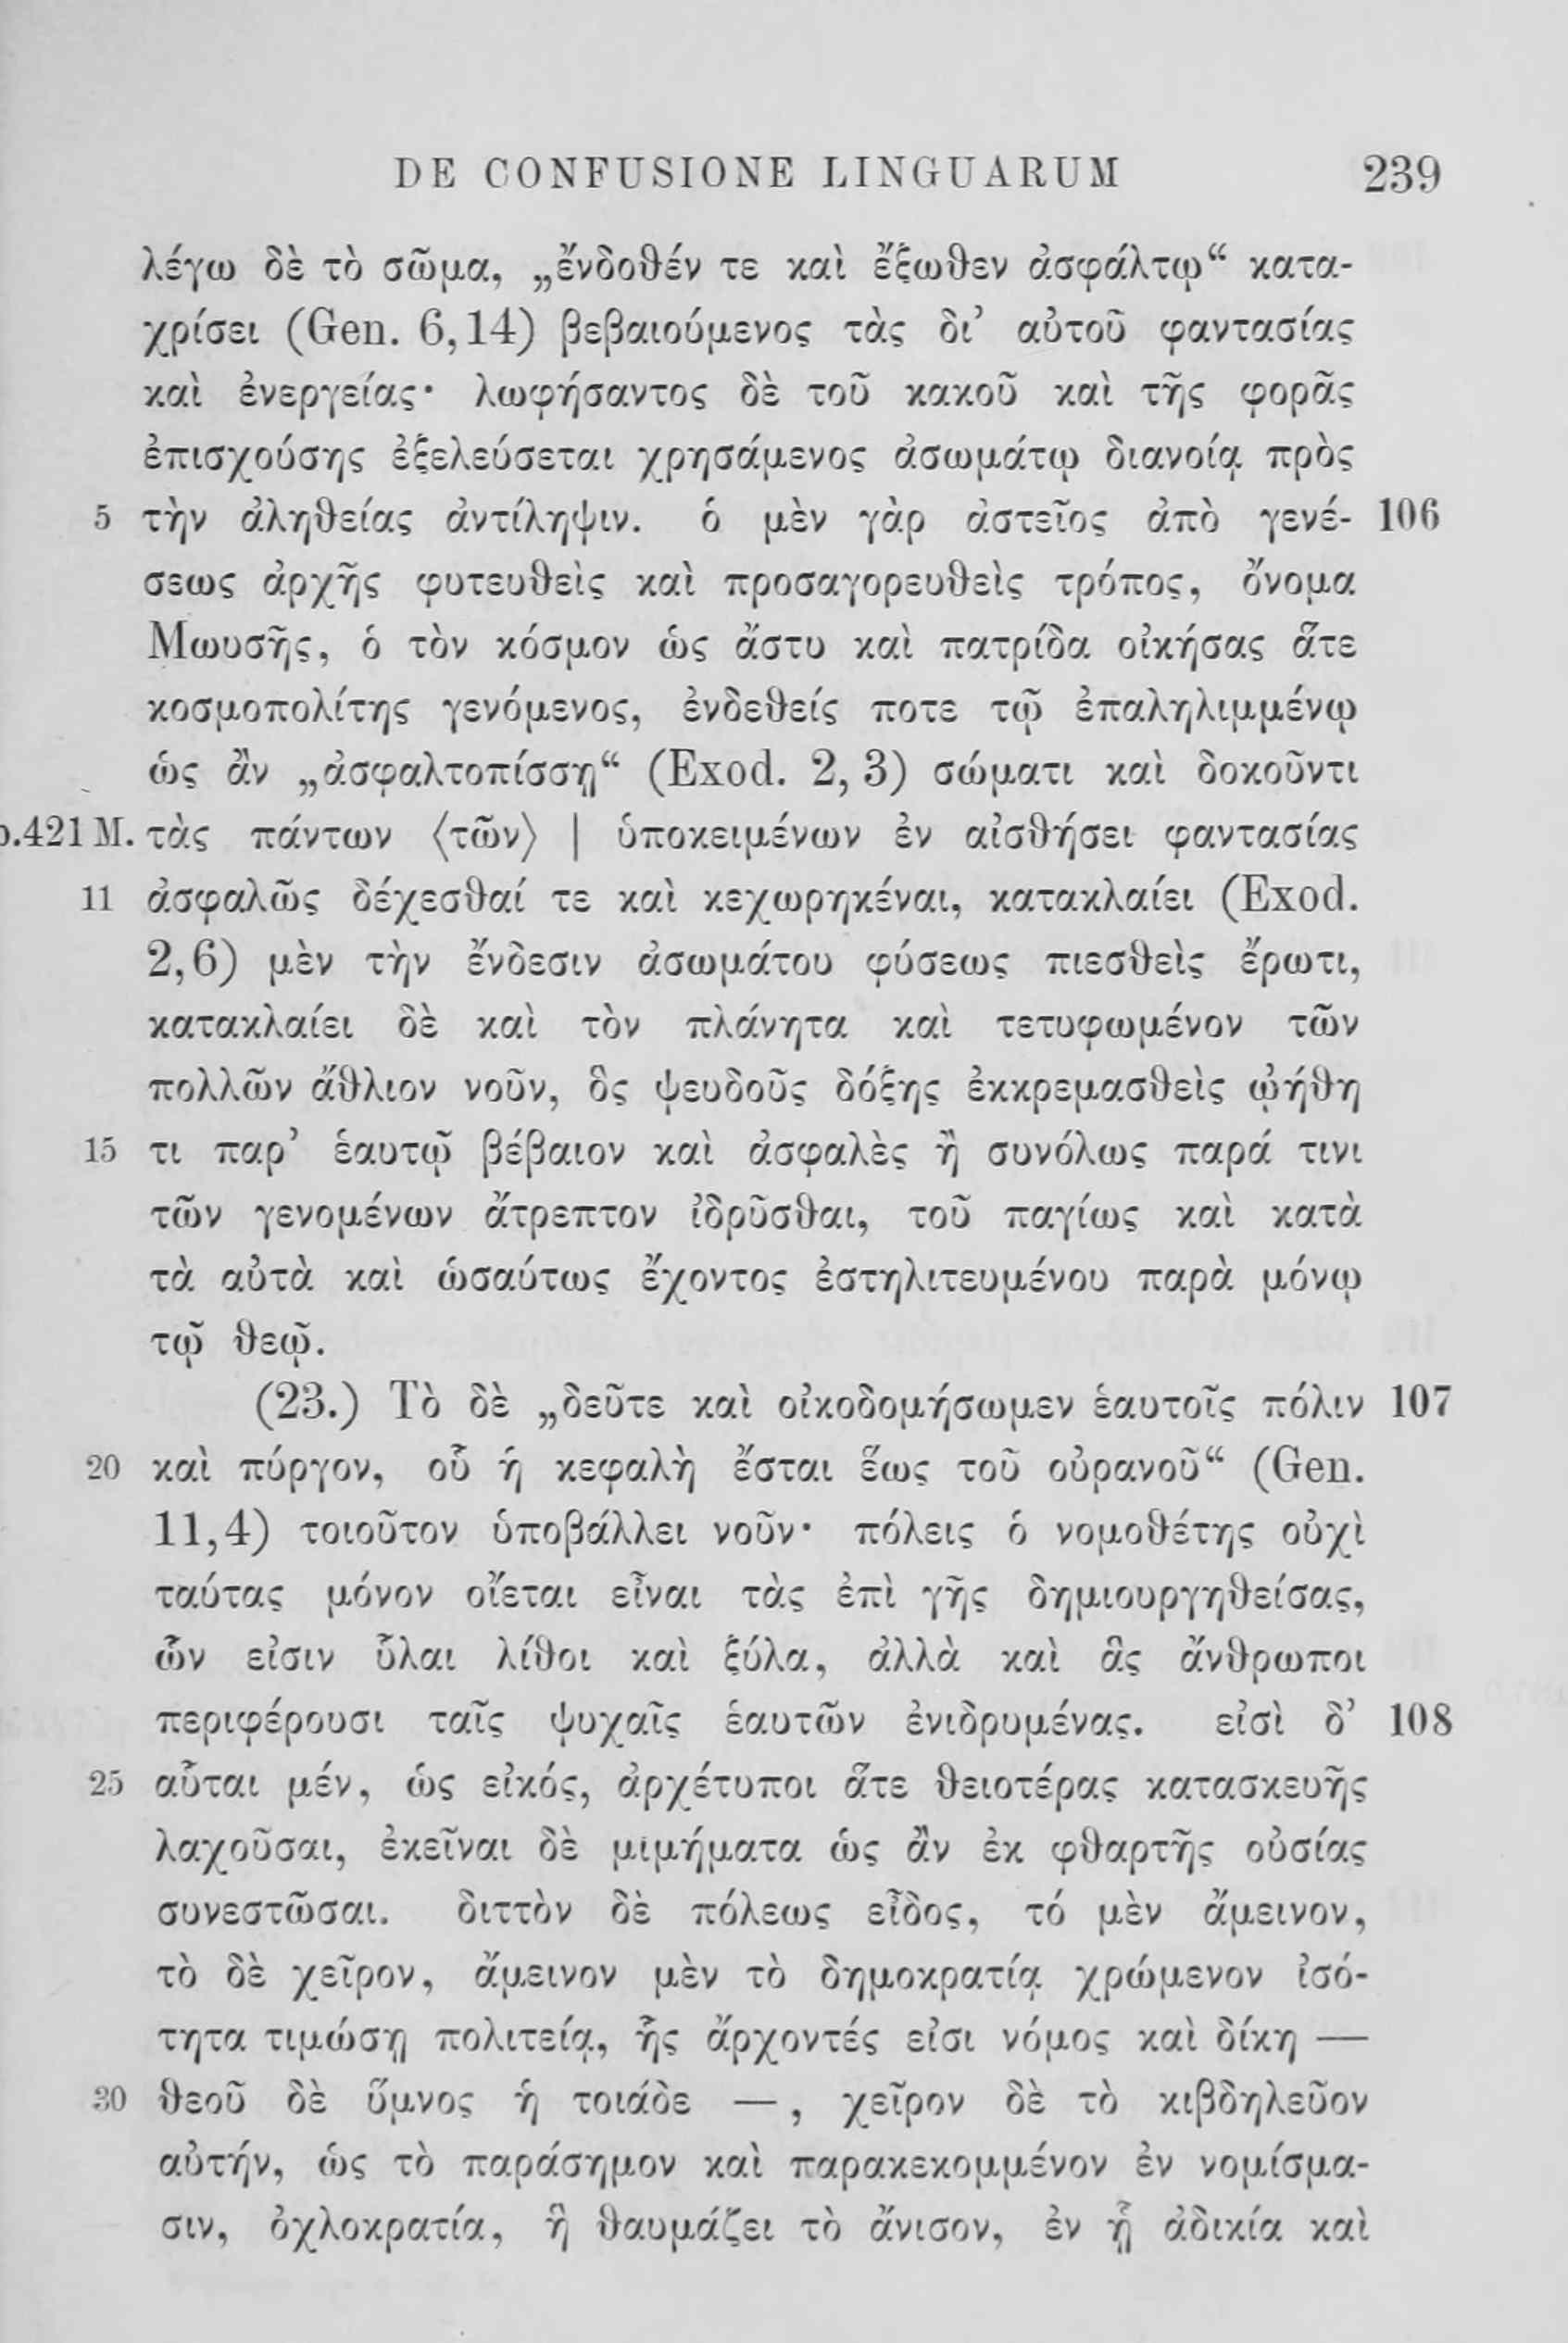 DE CONFUSIONE LINGUARUM 239
λέγω δὲ τὸ σῶμα, „ἔνδοθέν τε καὶ ἔξωθεν ἀσφάλτῳ“ κατα-
χρίσει (Gen. 6,14) βεβαιούμενος τὰς δι’ αὐτοῦ φαντασίας
καὶ ἐνεργείας· λωφήσαντος δὲ τοῦ κακοῦ καὶ τῆς φορᾶς
ἐπισχούσης ἐξελεύσεται χρησάμενος ἀσωμάτῳ διανοίᾳ πρὸς
5 τὴν ἀληθείας ἀντίληψιν. ὁ μὲν γὰρ ἀστεῖος ἀπὸ γενέ- 106
σεως ἀρχῆς φυτευθεὶς καὶ προσαγορευθεὶς τρόπος, ὄνομα
Μωυσῆς, ὁ τὸν κόσμον ὡς ἄστυ καὶ πατρίδα οἰκήσας ἅτε
κοσμοπολίτης γενόμενος, ἐνδεθείς ποτε τῷ ἐπαληλιμμένῳ
ὡς ἂν „ἀσφαλτοπίσσῃ“ (Exod. 2, 3) σώματι καὶ δοκοῦντι
p.421 M. τὰς πάντων ⟨τῶν⟩ | ὑποκειμένων ἐν αἰσθήσει φαντασίας
11 ἀσφαλῶς δέχεσθαί τε καὶ κεχωρηκέναι, κατακλαίει (Exod.
2,6) μὲν τὴν ἔνδεσιν ἀσωμάτου φύσεως πιεσθεὶς ἔρωτι,
κατακλαίει δὲ καὶ τὸν πλάνητα καὶ τετυφωμένον τῶν
πολλῶν ἄθλιον νοῦν, ὃς ψευδοῦς δόξης ἐκκρεμασθεὶς ᾠήθη
15 τι παρ’ ἑαυτῷ βέβαιον καὶ ἀσφαλὲς ἢ συνόλως παρά τινι
τῶν γενομένων ἄτρεπτον ἱδρῦσθαι, τοῦ παγίως καὶ κατὰ
τὰ αὐτὰ καὶ ὡσαύτως ἔχοντος ἐστηλιτευμένου παρὰ μόνῳ
τῷ θεῷ.
(23.) Τὸ δὲ „δεῦτε καὶ οἰκοδομήσωμεν ἑαυτοῖς πόλιν 107
20 καὶ πύργον, οὗ ἡ κεφαλὴ ἔσται ἕως τοῦ οὐρανοῦ“ (Gen.
11,4) τοιοῦτον ὑποβάλλει νοῦν· πόλεις ὁ νομοθέτης οὐχὶ
ταύτας μόνον οἴεται εἶναι τὰς ἐπὶ γῆς δημιουργηθείσας,
ὧν εἰσιν ὗλαι λίθοι καὶ ξύλα, ἀλλὰ καὶ ἃς ἄνθρωποι
περιφέρουσι ταῖς ψυχαῖς ἑαυτῶν ἐνιδρυμένας. εἰσὶ δ’ 108
25 αὗται μέν, ὡς εἰκός, ἀρχέτυποι ἅτε θειοτέρας κατασκευῆς
λαχοῦσαι, ἐκεῖναι δὲ μιμήματα ὡς ἂν ἐκ φθαρτῆς οὐσίας
συνεστῶσαι. διττὸν δὲ πόλεως εἶδος, τό μὲν ἄμεινον,
τὸ δὲ χεῖρον, ἄμεινον μὲν τὸ δημοκρατίᾳ χρώμενον ἰσό-
τητα τιμώσῃ πολιτείᾳ, ἧς ἄρχοντές εἰσι νόμος καὶ δίκη —
30 θεοῦ δὲ ὕμνος ἡ τοιάδε —, χεῖρον δὲ τὸ κιβδηλεῦον
αὐτήν, ὡς τὸ παράσημον καὶ παρακεκομμένον ἐν νομίσμα-
σιν, ὀχλοκρατία, ἣ θαυμάζει τὸ ἄνισον, ἐν ᾗ ἀδικία καὶ